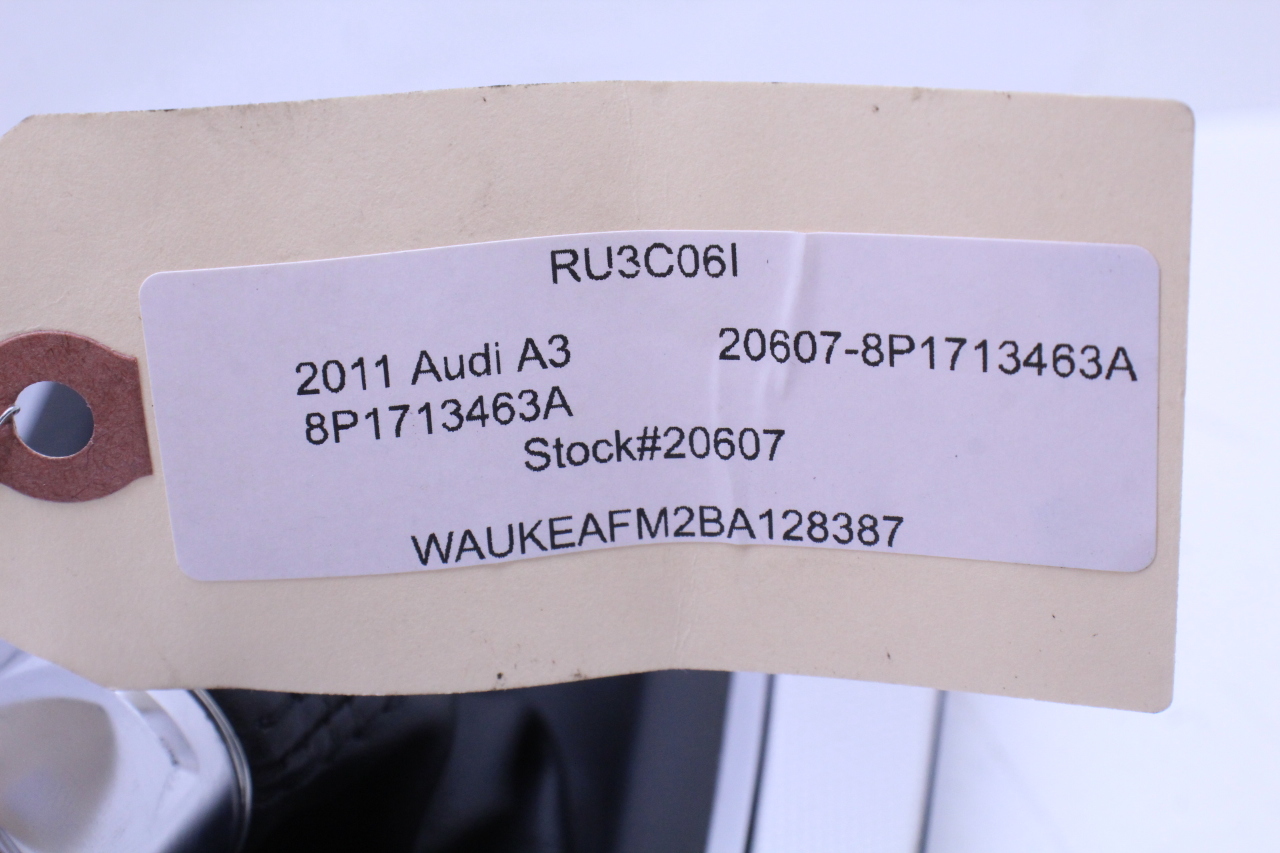 RU3C06I
2011 Audi A3
20607-8P1713463A
8P1713463A
Stock#20607
WAUKEAFM2BA128387